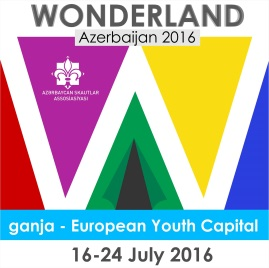 WONDERLAND
Azerbaijan 2016
AZƏRBAYCAN SKAUTLAR
ASSOSİASİYASI
ganja - European Youth Capital
16-24 July 2016